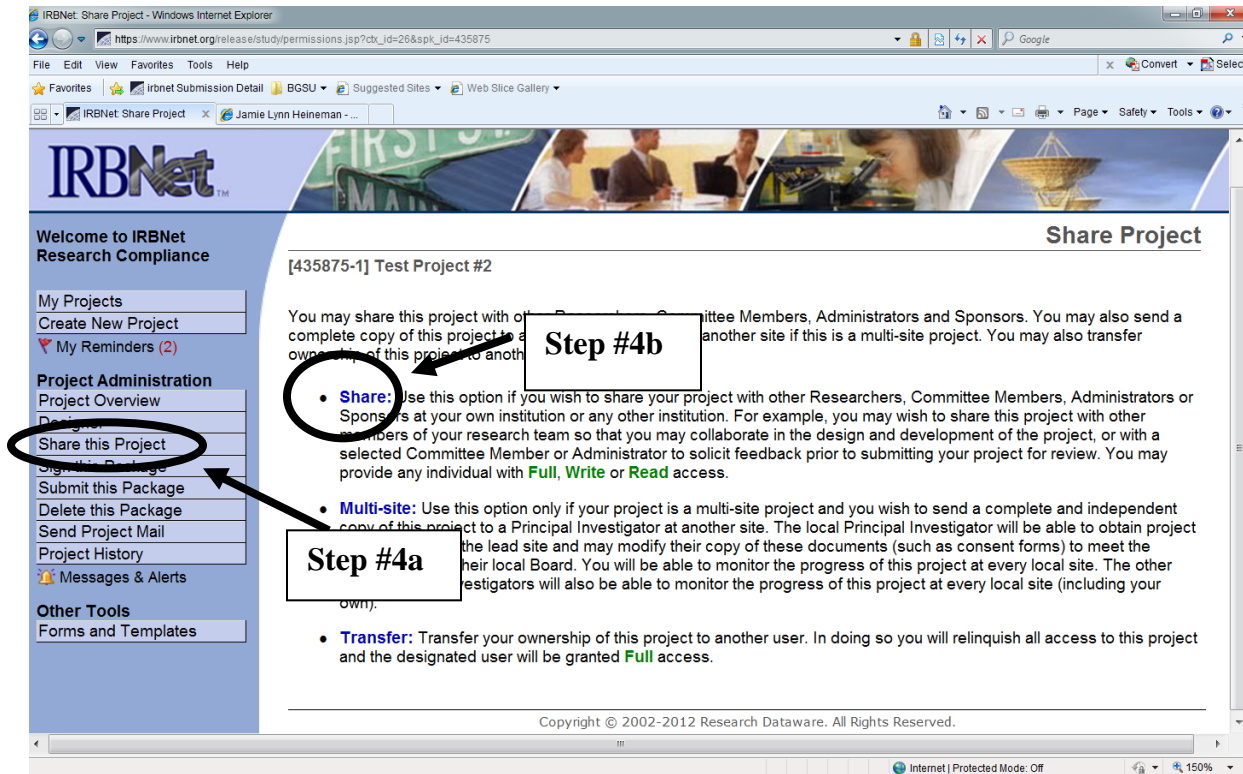 IRBNet: Share Project - Windows Internet Explorer
https://www.irbnet.org/release/study/permissions.jsp?ctx_id=26&spk_id=435875
Google
File Edit View Favorites Tools Help
Convert Selec
Favorites irbnet Submission Detail BGSU Suggested Sites Web Slice Gallery
IRBNet: Share Project Jamie Lynn Heineman - ...
Page Safety Tools
IRBNet TM
FIRST ST
MAIN
Share Project
Welcome to IRBNet
Research Compliance
My Projects
Create New Project
My Reminders (2)
Project Administration
Project Overview
Designer
Share this Project
Sign this Package
Submit this Package
Delete this Package
Send Project Mail
Project History
Messages & Alerts
Other Tools
Forms and Templates
[435875-1] Test Project #2
You may share this project with other Committee Members, Administrators and Sponsors. You may also send a
complete copy of this project to another site if this is a multi-site project. You may also transfer
ownership of this project to anoth
Step #4b
• Share: Use this option if you wish to share your project with other Researchers, Committee Members, Administrators or
Sponsors at your own institution or any other institution. For example, you may wish to share this project with other
members of your research team so that you may collaborate in the design and development of the project, or with a
selected Committee Member or Administrator to solicit feedback prior to submitting your project for review. You may
provide any individual with Full, Write or Read access.
• Multi-site: Use this option only if your project is a multi-site project and you wish to send a complete and independent
copy of this project to a Principal Investigator at another site. The local Principal Investigator will be able to obtain project
the lead site and may modify their copy of these documents (such as consent forms) to meet the
heir local Board. You will be able to monitor the progress of this project at every local site. The other
vestigators will also be able to monitor the progress of this project at every local site (including your
own).
Step #4a
• Transfer: Transfer your ownership of this project to another user. In doing so you will relinquish all access to this project
and the designated user will be granted Full access.
Copyright © 2002-2012 Research Dataware. All Rights Reserved.
Internet | Protected Mode: Off 150%